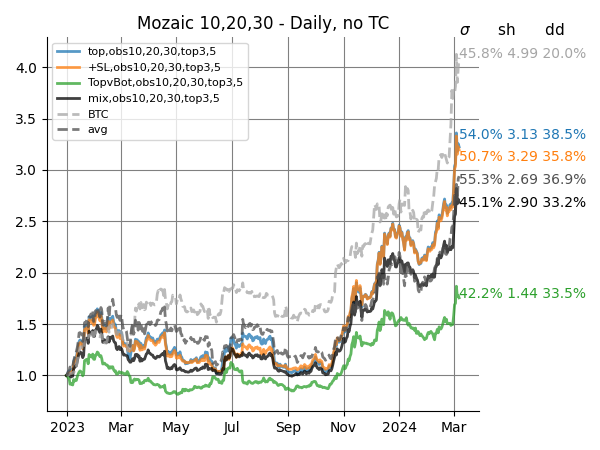 Mozaic 10,20,30 - Daily, no TC
σ sh dd
top,obs10,20,30,top3,5
+SL,obs10,20,30,top3,5
TopvBot,obs10,20,30,top3,5
mix,obs10,20,30,top3,5
BTC
avg
45.8% 4.99 20.0%
54.0% 3.13 38.5%
50.7% 3.29 35.8%
55.3% 2.69 36.9%
45.1% 2.90 33.2%
42.2% 1.44 33.5%
4.0
3.5
3.0
2.5
2.0
1.5
1.0
2023 Mar May Jul Sep Nov 2024 Mar